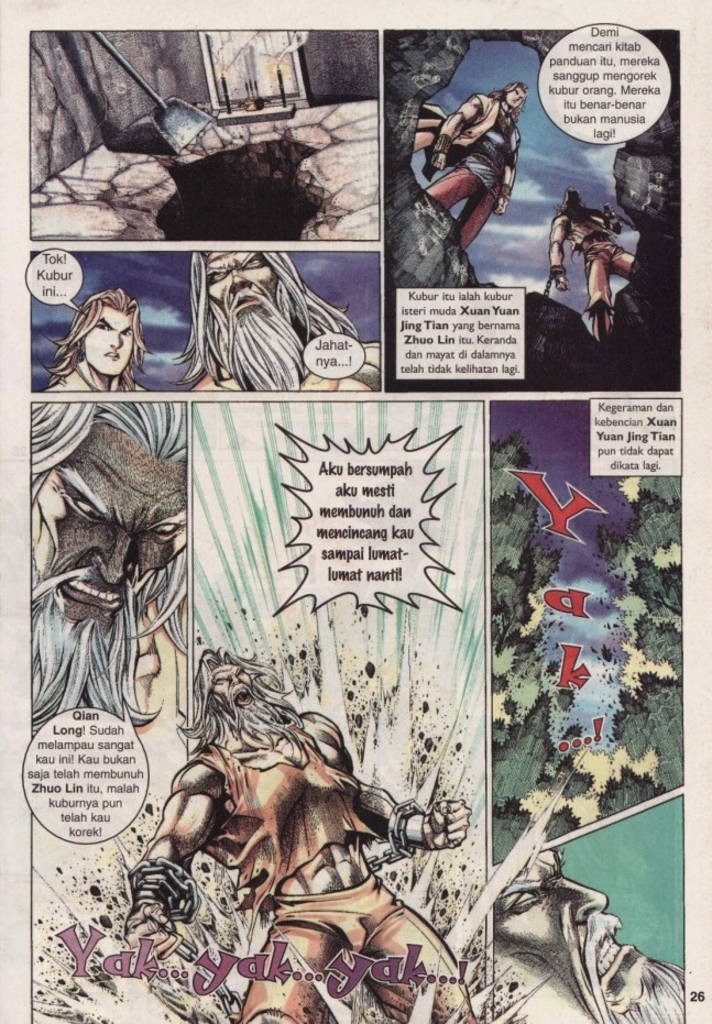 Demi
mencari kitab
panduan itu, mereka
sanggup mengorek
kubur orang. Mereka
itu benar-benar
bukan manusia
lagi!
Kubur itu ialah kubur
isteri muda Xuan Yuan
Jing Tian yang bernama
Zhuo Lin itu. Keranda
dan mayat di dalamnya
telah tidak kelihatan lagi.
Tok!
Kubur
ini...
Jahat-
nya...!
Qian
Long! Sudah
melampau sangat
kau ini! Kau bukan
saja telah membunuh
Zhuo Lin itu, malah
kuburnya pun
telah kau
korek!
Aku bersumpah
aku mesti
membunuh dan
mencincang kau
sampai lumat-
lumat nanti!
Yak... yak... yak...!
Kegeraman dan
kebencian Xuan
Yuan Jing Tian
pun tidak dapat
dikata lagi.
Yak...!
26